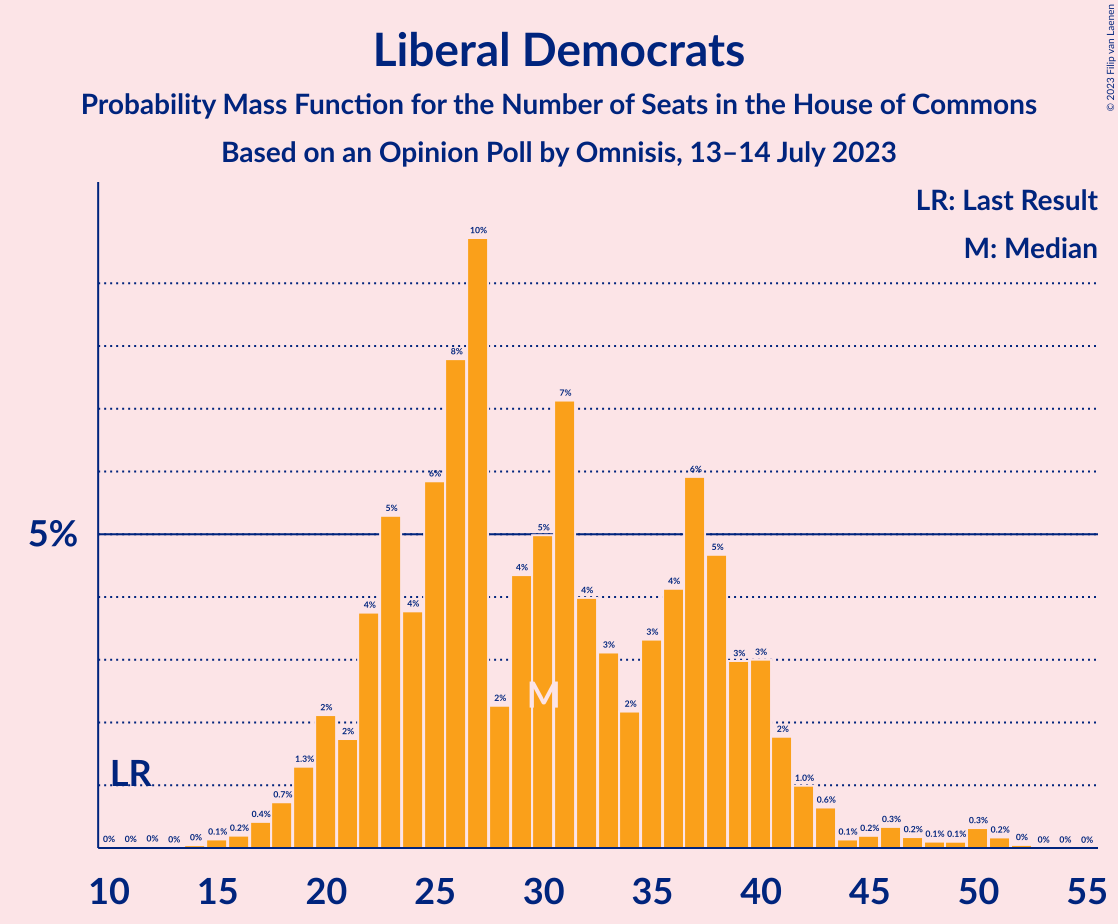 Liberal Democrats
Probability Mass Function for the Number of Seats in the House of Commons
Based on an Opinion Poll by Omnisis, 13–14 July 2023
© 2023 Filip van Laenen
LR: Last Result
M: Median
5%
LR
M
0% 0% 0% 0% 0% 0.1% 0.2% 0.4% 0.7% 1.3% 2% 2% 4% 5% 4% 6% 8% 10% 2% 4% 5% 7% 4% 3% 2% 3% 4% 6% 5% 3% 3% 2% 1.0% 0.6% 0.1% 0.2% 0.3% 0.2% 0.1% 0.1% 0.3% 0.2% 0% 0% 0% 0%
10 15 20 25 30 35 40 45 50 55